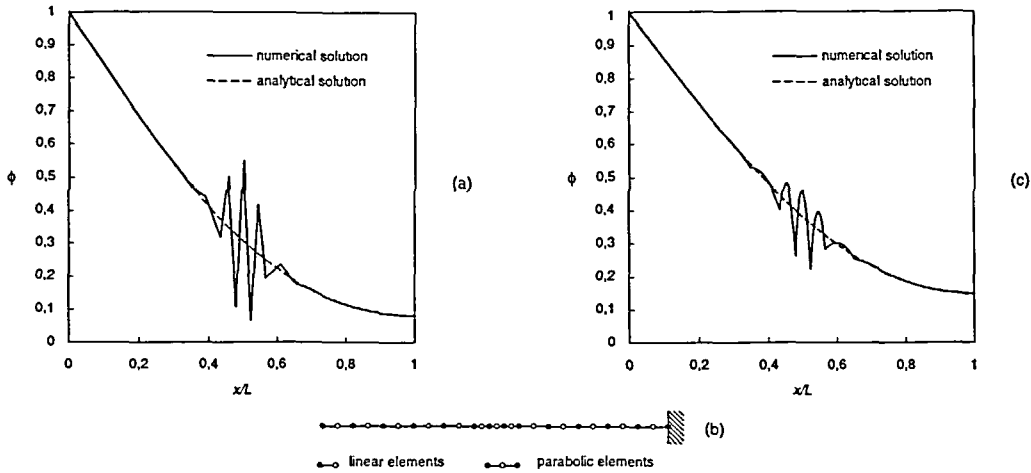 1
0,9
0,8
0,7
0,6
0,5
0,4
0,3
0,2
0,1
0
ϕ
0 0,2 0,4 0,6 0,8 1
x/L
numerical solution
analytical solution
(a)
1
0,9
0,8
0,7
0,6
0,5
0,4
0,3
0,2
0,1
0
ϕ
0 0,2 0,4 0,6 0,8 1
x/L
numerical solution
analytical solution
(c)
(b)
linear elements parabolic elements